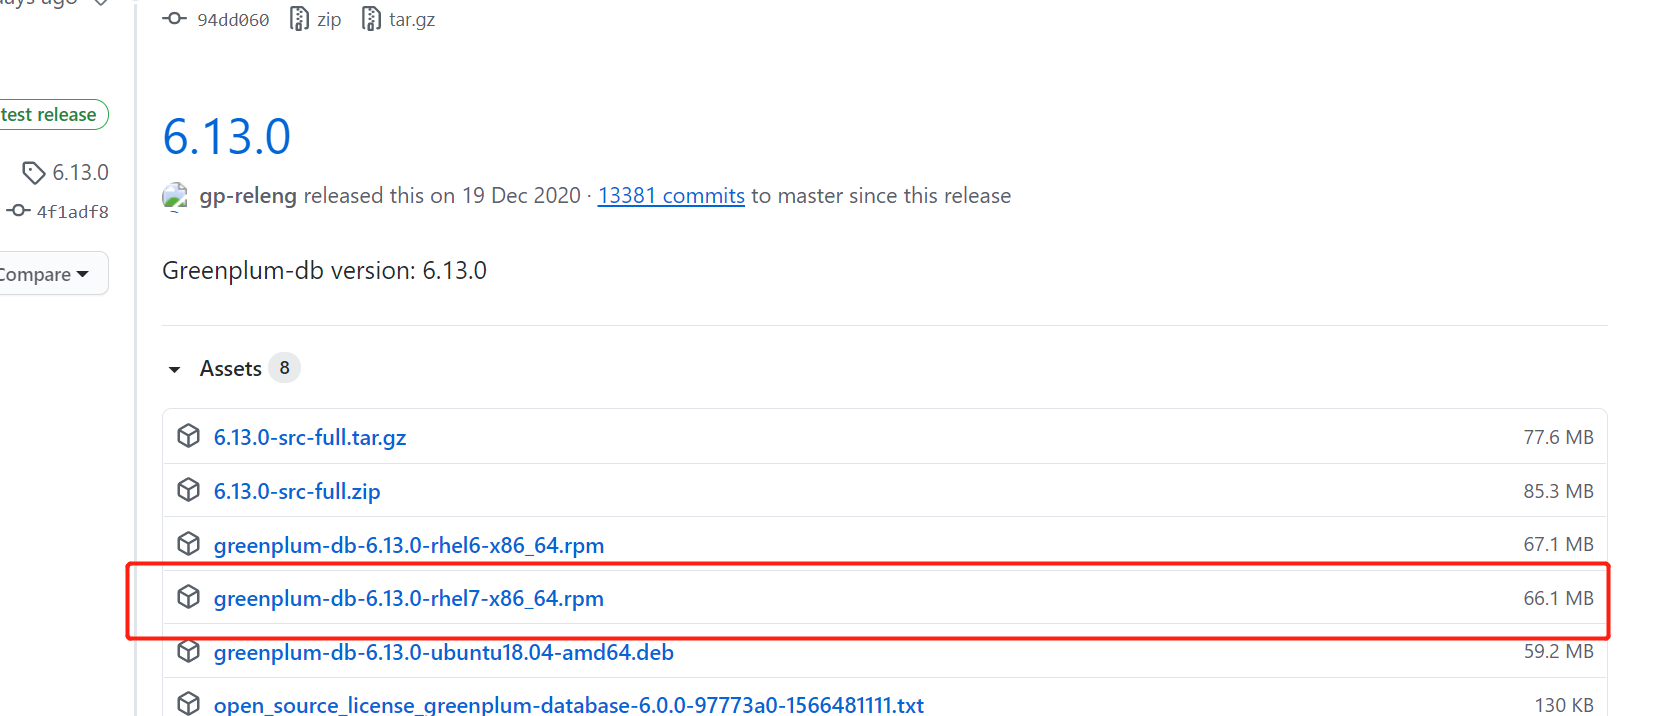 days ago
94dd060 zip tar.gz
test release
6.13.0
4f1adf8
Compare
6.13.0
gp-releng released this on 19 Dec 2020 · 13381 commits to master since this release
Greenplum-db version: 6.13.0
Assets 8
6.13.0-src-full.tar.gz 77.6 MB
6.13.0-src-full.zip 85.3 MB
greenplum-db-6.13.0-rhel6-x86_64.rpm 67.1 MB
greenplum-db-6.13.0-rhel7-x86_64.rpm 66.1 MB
greenplum-db-6.13.0-ubuntu18.04-amd64.deb 59.2 MB
open_source_license_greenplum-database-6.0.0-97773a0-1566481111.txt 130 KB